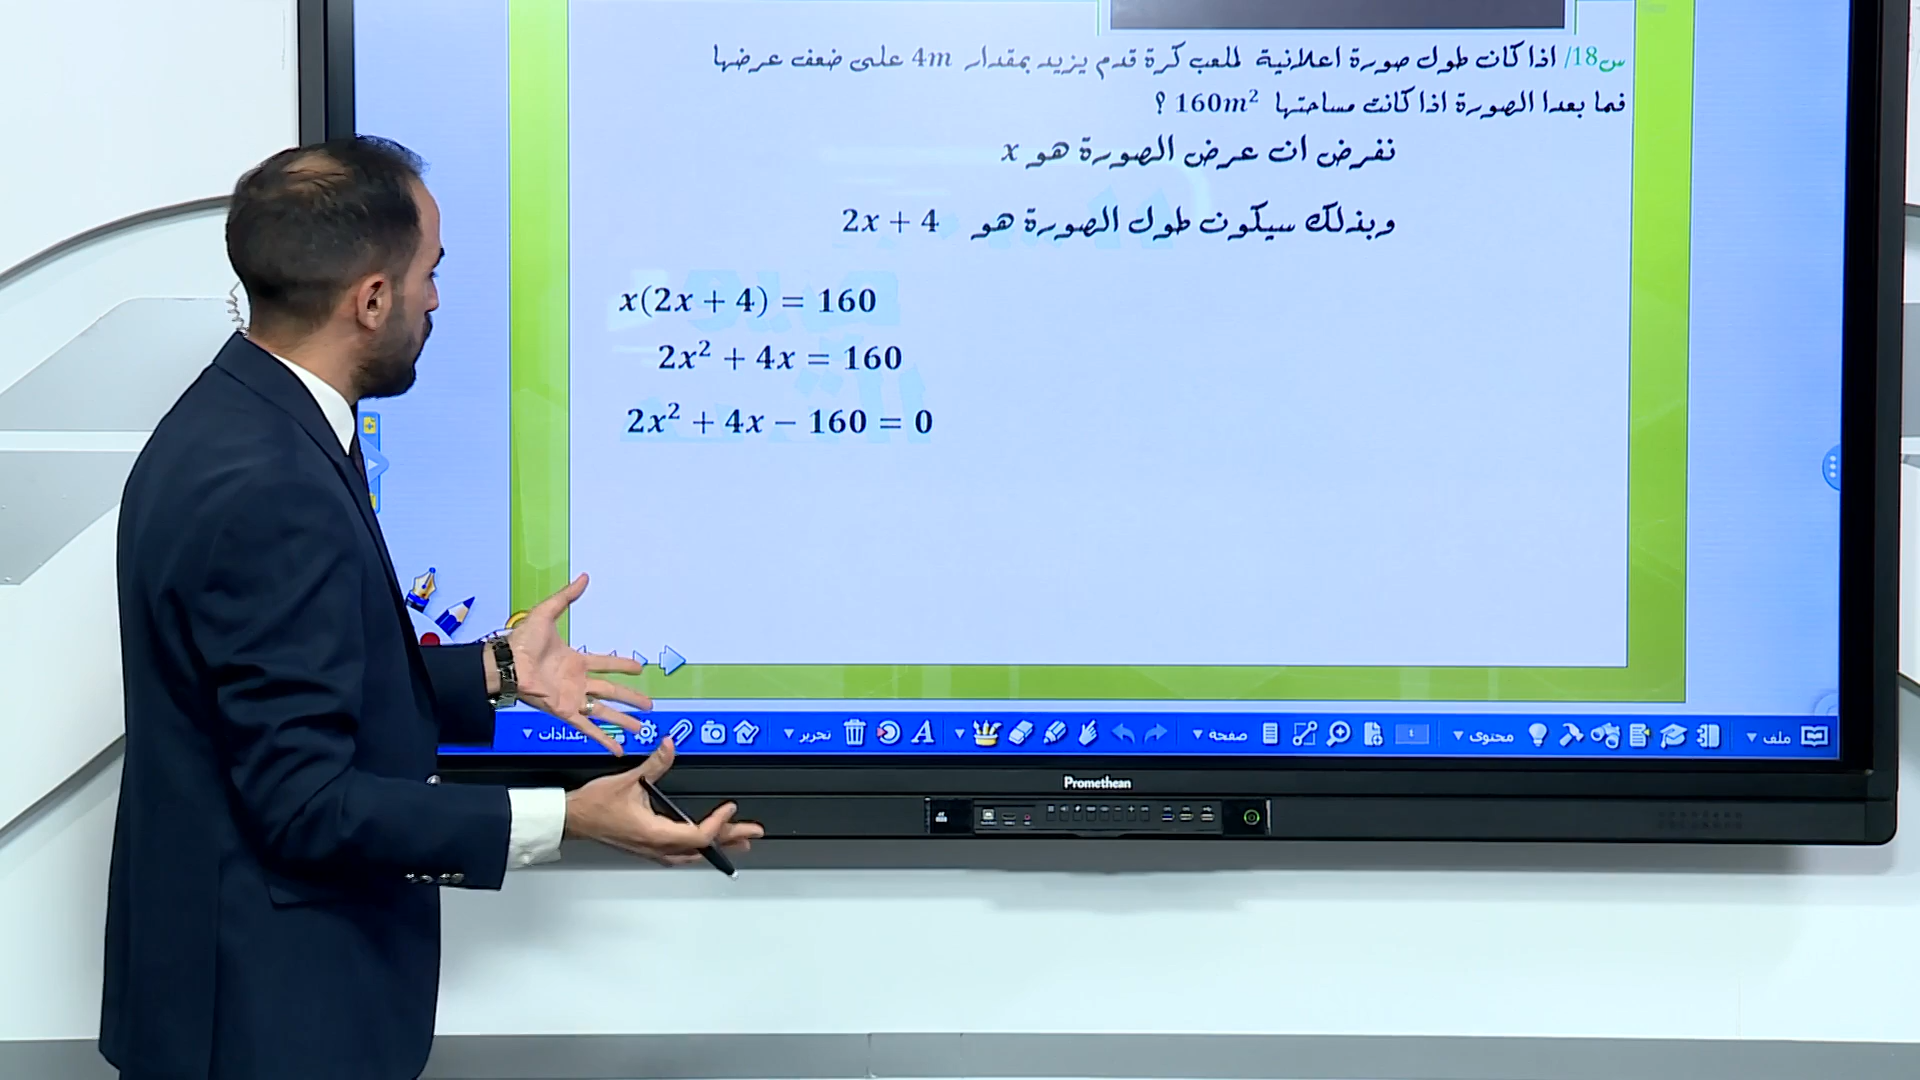 س18/ اذا كان طول صورة اعلانية لملعب كرة قدم يزيد بمقدار 4m على ضعف عرضها
فما بعدا الصورة اذا كانت مساحتها 160m² ؟
نفرض ان عرض الصورة هو x
وبذلك سيكون طول الصورة هو 2x + 4
x(2x + 4) = 160
2x² + 4x = 160
2x² + 4x − 160 = 0
ملف محتوى صفحة تحرير إعدادات
Promethean